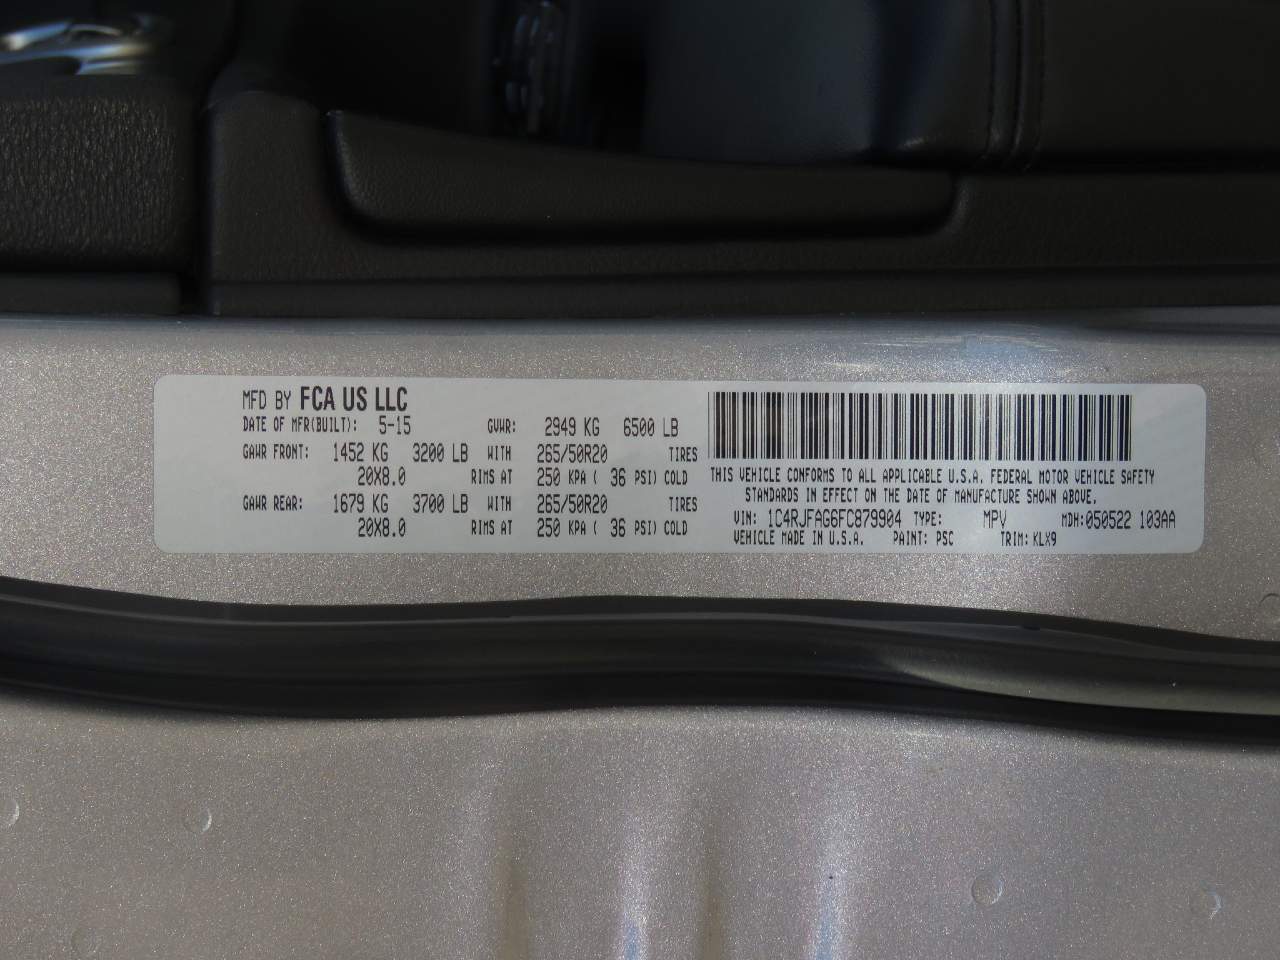 MFD BY FCA US LLC
DATE OF MFR(BUILT): 5-15 GVWR: 2949 KG 6500 LB
GAWR FRONT: 1452 KG 3200 LB WITH 265/50R20 TIRES
20X8.0 RIMS AT 250 KPA ( 36 PSI) COLD
GAWR REAR: 1679 KG 3700 LB WITH 265/50R20 TIRES
20X8.0 RIMS AT 250 KPA ( 36 PSI) COLD
THIS VEHICLE CONFORMS TO ALL APPLICABLE U.S.A. FEDERAL MOTOR VEHICLE SAFETY
STANDARDS IN EFFECT ON THE DATE OF MANUFACTURE SHOWN ABOVE.
VIN: 1C4RJFAG6FC879904 TYPE: MPV MDH: 050522 103AA
VEHICLE MADE IN U.S.A. PAINT: PSC TRIM: KLX9